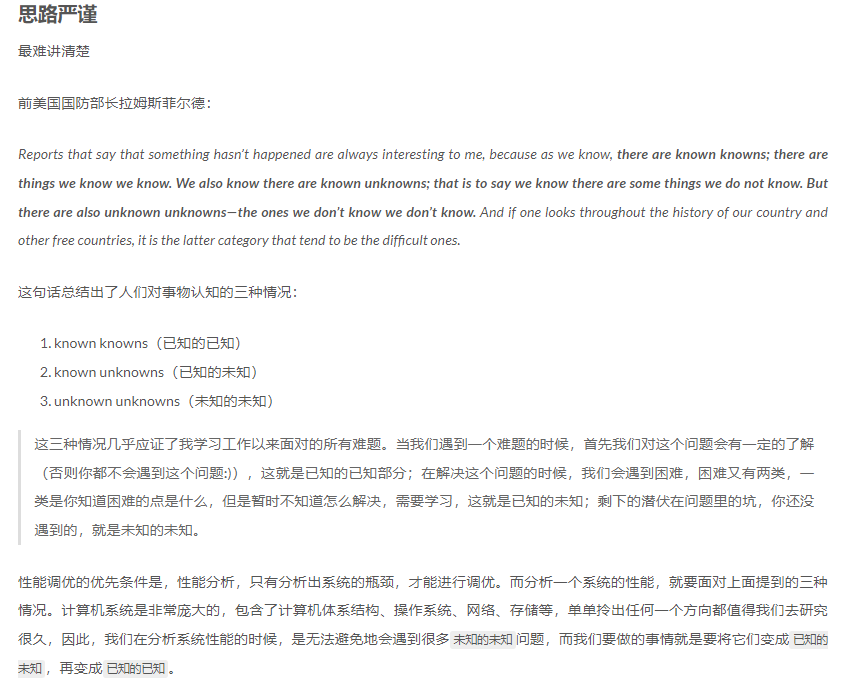 思路严谨
最难讲清楚
前美国国防部长拉姆斯菲尔德：
Reports that say that something hasn't happened are always interesting to me, because as we know, there are known knowns; there are
things we know we know. We also know there are known unknowns; that is to say we know there are some things we do not know. But
there are also unknown unknowns—the ones we don't know we don't know. And if one looks throughout the history of our country and
other free countries, it is the latter category that tend to be the difficult ones.
这句话总结出了人们对事物认知的三种情况：
1. known knowns（已知的已知）
2. known unknowns（已知的未知）
3. unknown unknowns（未知的未知）
这三种情况几乎应证了我学习工作以来面对的所有难题。当我们遇到一个难题的时候，首先我们对这个问题会有一定的了解
（否则你都不会遇到这个问题:)），这就是已知的已知部分；在解决这个问题的时候，我们会遇到困难，困难又有两类，一
类是你知道困难的点是什么，但是暂时不知道怎么解决，需要学习，这就是已知的未知；剩下的潜伏在问题里的坑，你还没
遇到的，就是未知的未知。
性能调优的优先条件是，性能分析，只有分析出系统的瓶颈，才能进行调优。而分析一个系统的性能，就要面对上面提到的三种
情况。计算机系统是非常庞大的，包含了计算机体系结构、操作系统、网络、存储等，单单拎出任何一个方向都值得我们去研究
很久，因此，我们在分析系统性能的时候，是无法避免地会遇到很多未知的未知问题，而我们要做的事情就是要将它们变成已知的
未知，再变成已知的已知。